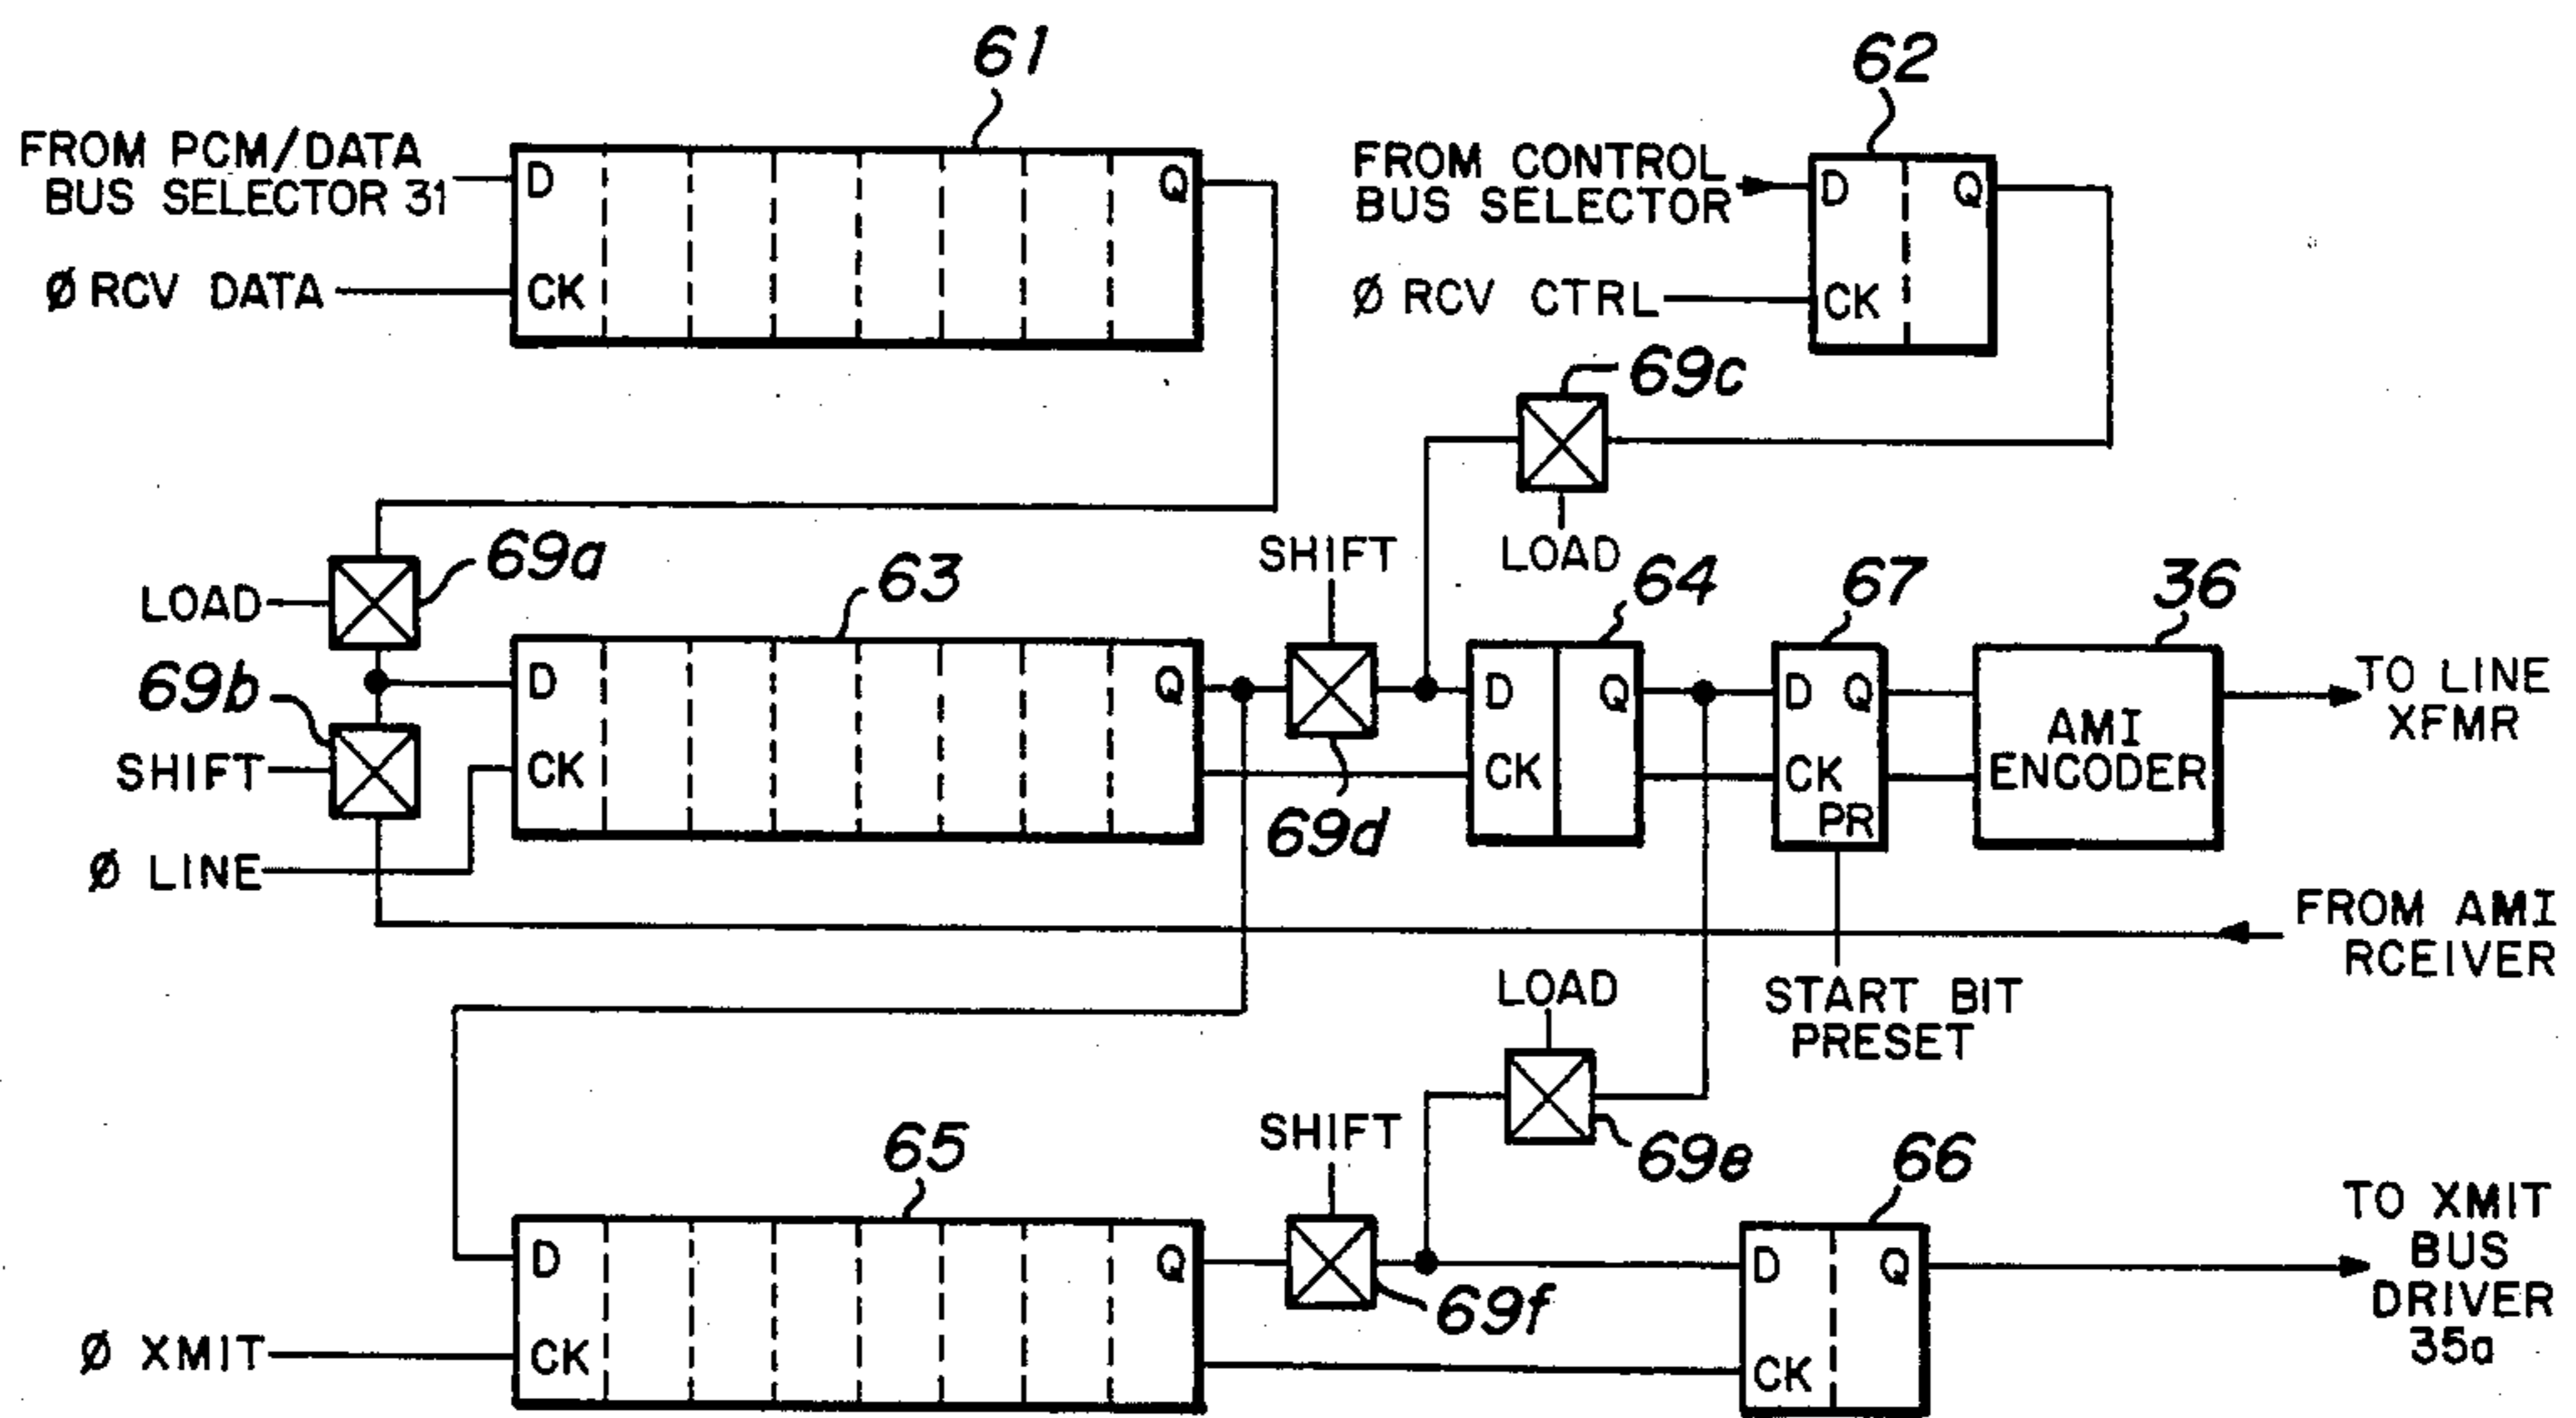 61
62
FROM PCM/DATA
BUS SELECTOR 31
D
Q
Ø RCV DATA
CK
FROM CONTROL
BUS SELECTOR
D
Q
Ø RCV CTRL
CK
69c
LOAD
SHIFT
LOAD
69a
63
64
67
36
69b
D
Q
D
Q
D
Q
AMI
ENCODER
TO LINE
XFMR
SHIFT
CK
CK
CK
PR
69d
Ø LINE
FROM AMI
RCEIVER
LOAD
START BIT
PRESET
SHIFT
69e
65
66
D
Q
69f
D
Q
TO XMIT
BUS
DRIVER
35a
Ø XMIT
CK
CK